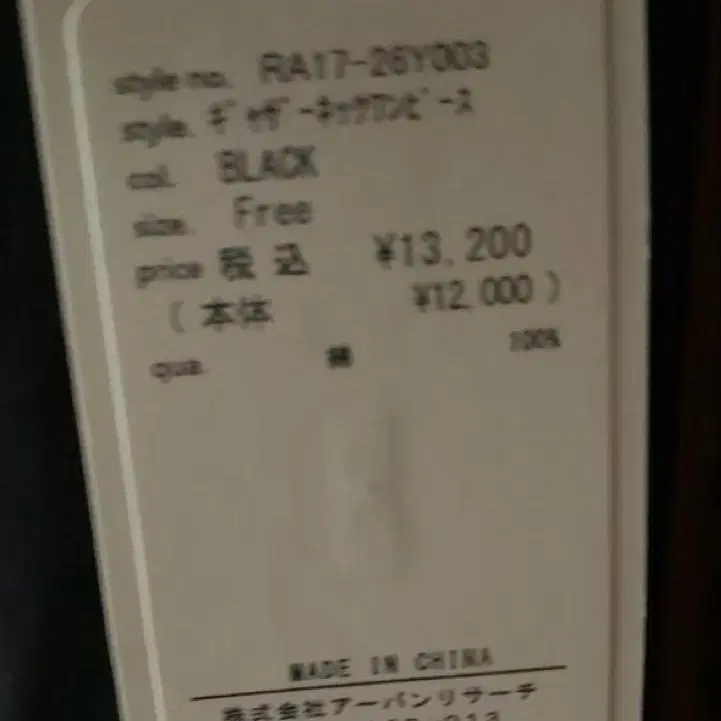 style no. RA17-26Y003
style. ｷﾞｬｻﾞｰﾈｯｸﾜﾝﾋﾟｰｽ
col. BLACK
size. Free
price 税込 ¥13,200
(本体 ¥12,000)
qua. 綿 100%
MADE IN CHINA
株式会社アーバンリサーチ